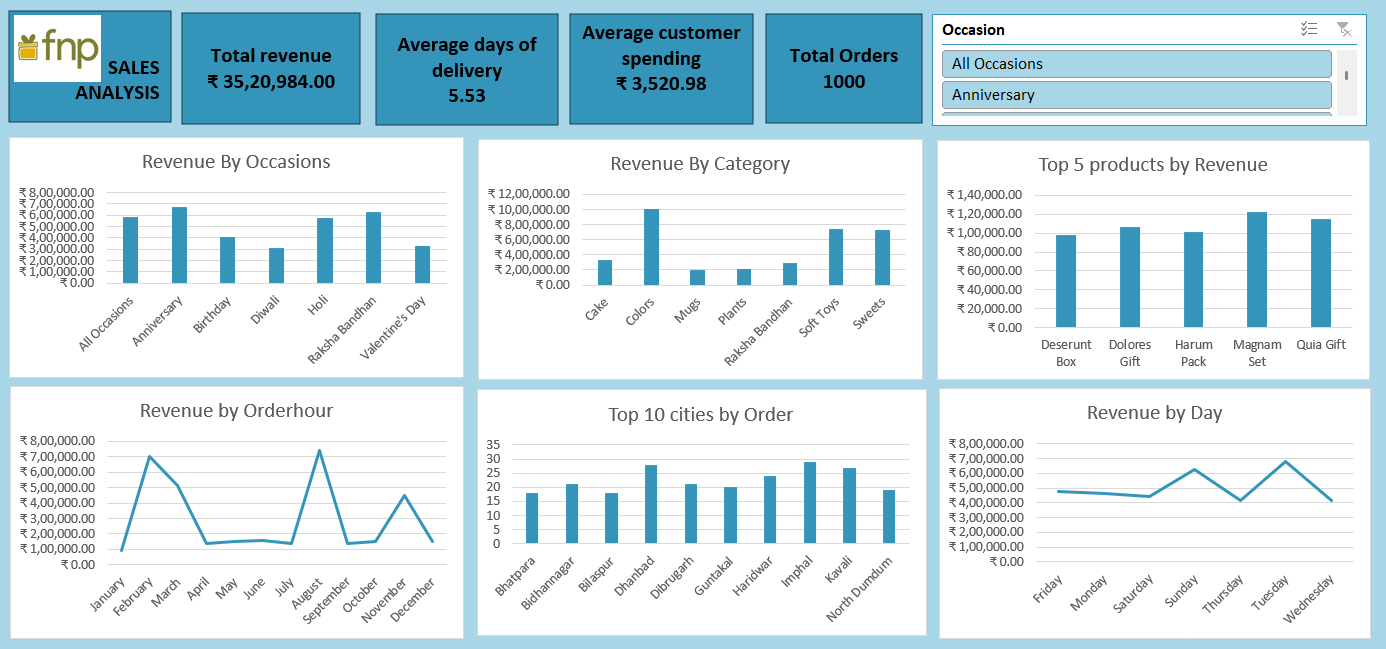 fnp
SALES
ANALYSIS
Total revenue
₹ 35,20,984.00
Average days of
delivery
5.53
Average customer
spending
₹ 3,520.98
Total Orders
1000
Occasion
All Occasions
Anniversary
Revenue By Occasions
₹ 8,00,000.00
₹ 7,00,000.00
₹ 6,00,000.00
₹ 5,00,000.00
₹ 4,00,000.00
₹ 3,00,000.00
₹ 2,00,000.00
₹ 1,00,000.00
₹ 0.00
All Occasions
Anniversary
Birthday
Diwali
Holi
Raksha Bandhan
Valentine's Day
Revenue By Category
₹ 12,00,000.00
₹ 10,00,000.00
₹ 8,00,000.00
₹ 6,00,000.00
₹ 4,00,000.00
₹ 2,00,000.00
₹ 0.00
Cake
Colors
Mugs
Plants
Raksha Bandhan
Soft Toys
Sweets
Top 5 products by Revenue
₹ 1,40,000.00
₹ 1,20,000.00
₹ 1,00,000.00
₹ 80,000.00
₹ 60,000.00
₹ 40,000.00
₹ 20,000.00
₹ 0.00
Deserunt
Box
Dolores
Gift
Harum
Pack
Magnam
Set
Quia Gift
Revenue by Orderhour
₹ 8,00,000.00
₹ 7,00,000.00
₹ 6,00,000.00
₹ 5,00,000.00
₹ 4,00,000.00
₹ 3,00,000.00
₹ 2,00,000.00
₹ 1,00,000.00
₹ 0.00
January
February
March
April
May
June
July
August
September
October
November
December
Top 10 cities by Order
35
30
25
20
15
10
5
0
Bhatpara
Bidhannagar
Bilaspur
Dhanbad
Dibrugarh
Guntakal
Haridwar
Imphal
Kavali
North Dumdum
Revenue by Day
₹ 8,00,000.00
₹ 7,00,000.00
₹ 6,00,000.00
₹ 5,00,000.00
₹ 4,00,000.00
₹ 3,00,000.00
₹ 2,00,000.00
₹ 1,00,000.00
₹ 0.00
Friday
Monday
Saturday
Sunday
Thursday
Tuesday
Wednesday